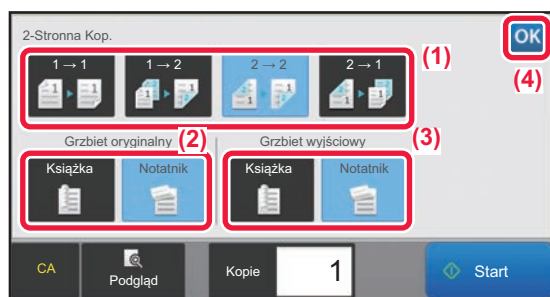 2-Stronna Kop.
OK
1 → 1
1 → 2
2 → 2
2 → 1
(1)
(4)
Grzbiet oryginalny
(2)
Grzbiet wyjściowy
(3)
Książka
Notatnik
Książka
Notatnik
CA
Podgląd
Kopie
1
Start